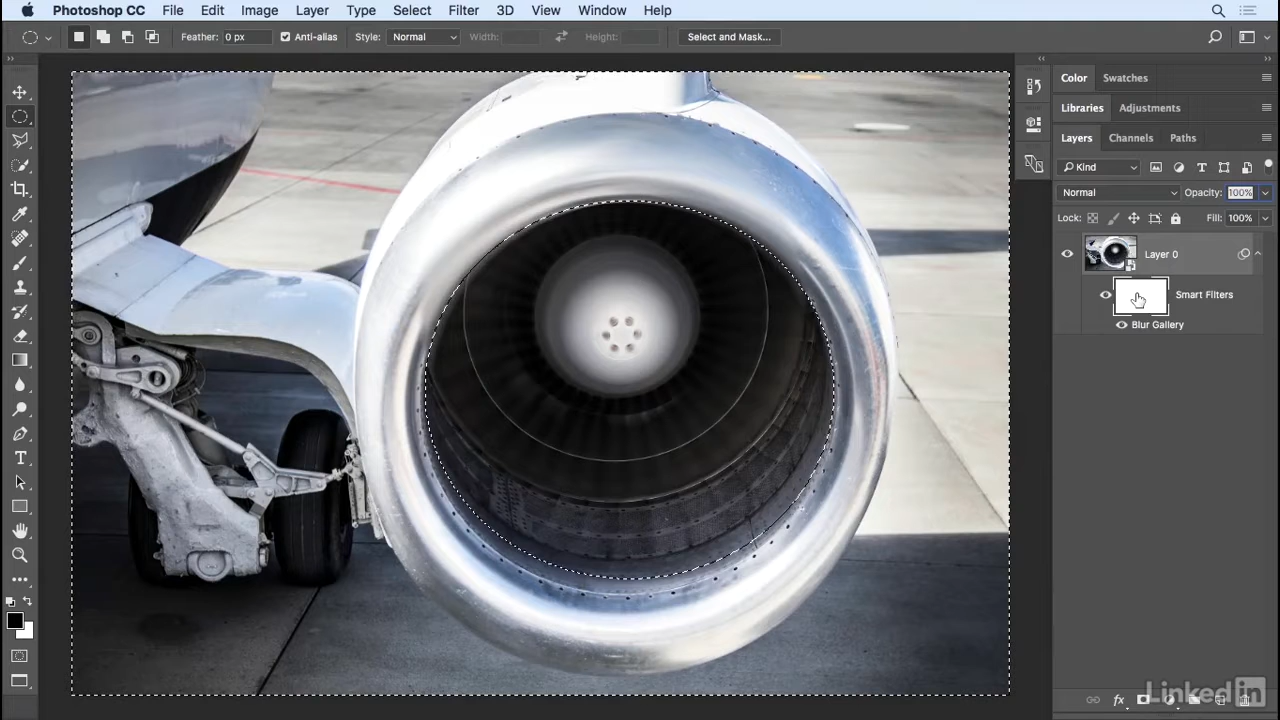 Photoshop CC File Edit Image Layer Type Select Filter 3D View Window Help
Feather: 0 px Anti-alias Style: Normal Width: Height: Select and Mask...
Color Swatches
Libraries Adjustments
Layers Channels Paths
Kind
Normal Opacity: 100%
Lock: Fill: 100%
Layer 0
Smart Filters
Blur Gallery
Linked in